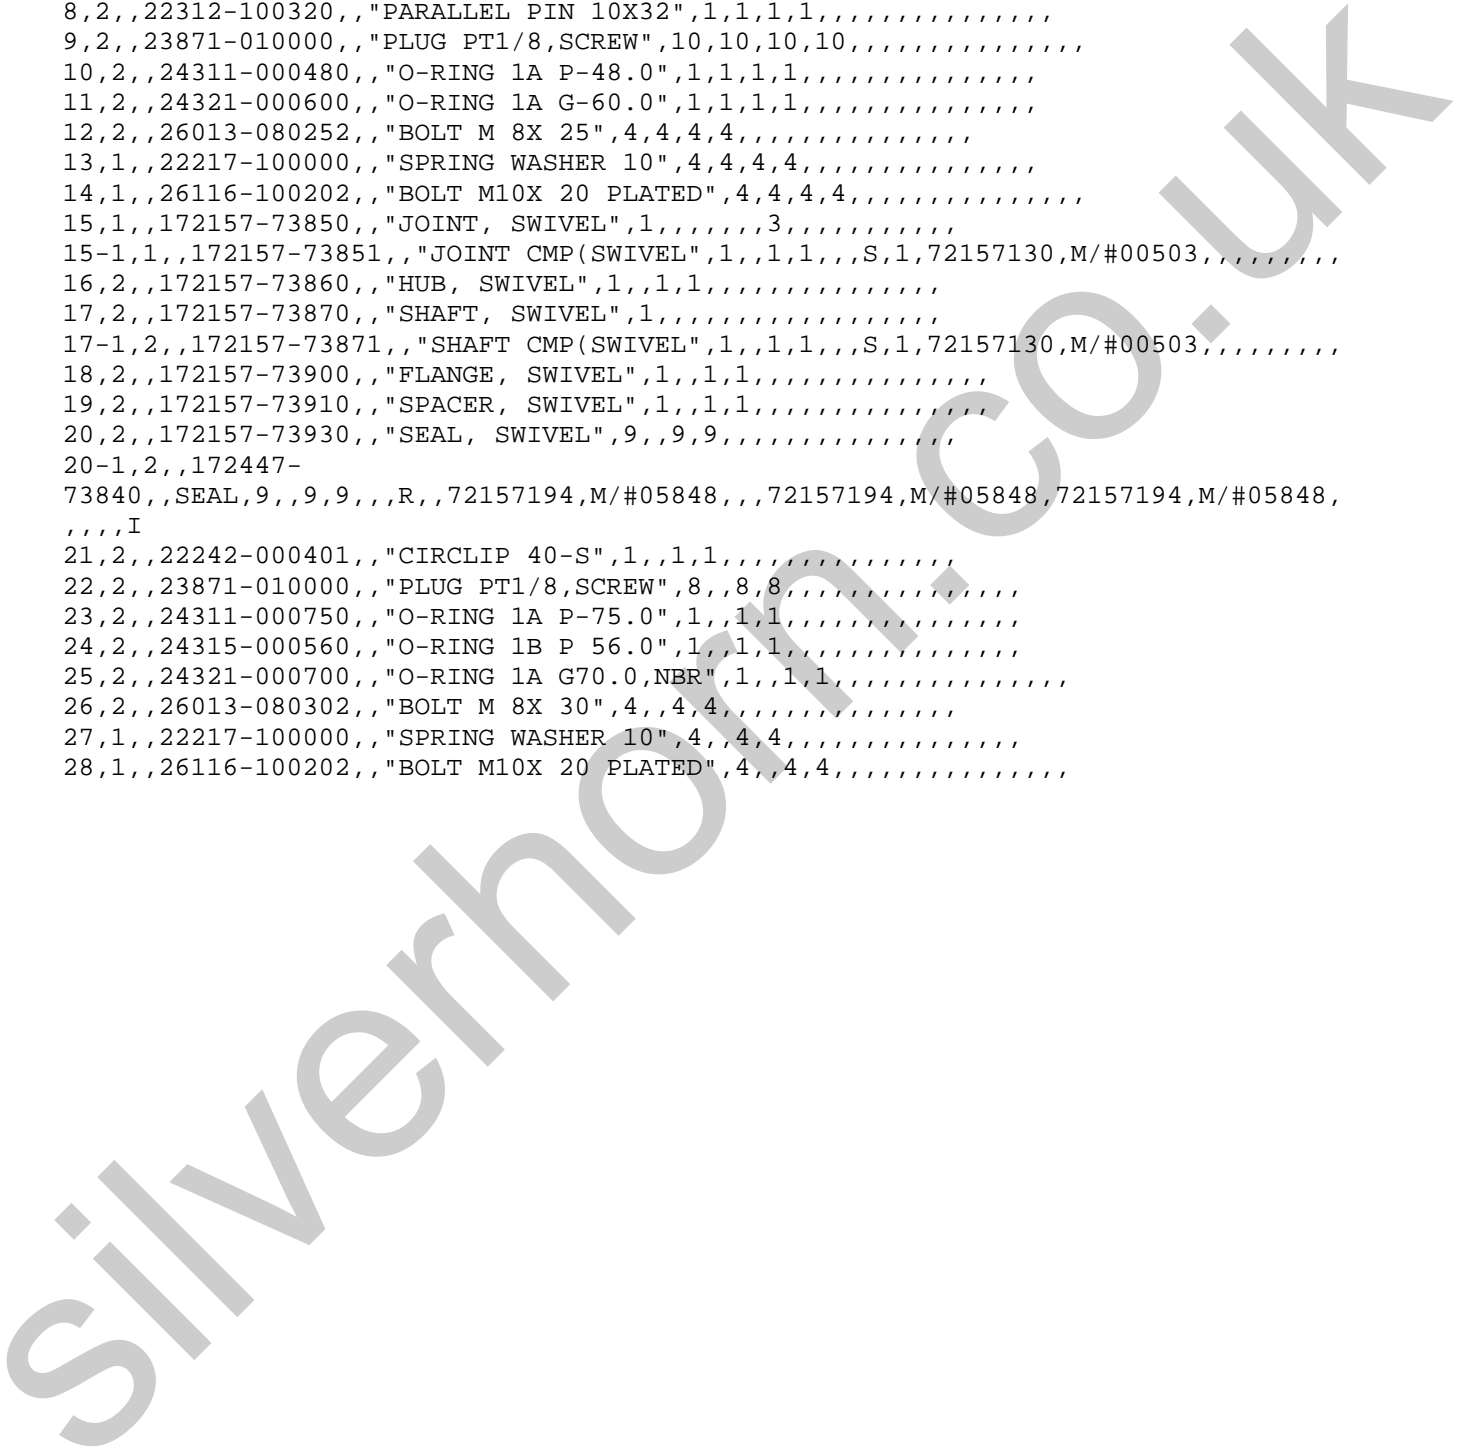 8,2,,22312-100320,,"PARALLEL PIN 10X32",1,1,1,1,,,,,,,,,,,,,,,
9,2,,23871-010000,,"PLUG PT1/8,SCREW",10,10,10,10,,,,,,,,,,,,,,,
10,2,,24311-000480,,"O-RING 1A P-48.0",1,1,1,1,,,,,,,,,,,,,,,
11,2,,24321-000600,,"O-RING 1A G-60.0",1,1,1,1,,,,,,,,,,,,,,,
12,2,,26013-080252,,"BOLT M 8X 25",4,4,4,4,,,,,,,,,,,,,,,
13,1,,22217-100000,,"SPRING WASHER 10",4,4,4,4,,,,,,,,,,,,,,,
14,1,,26116-100202,,"BOLT M10X 20 PLATED",4,4,4,4,,,,,,,,,,,,,,,
15,1,,172157-73850,,"JOINT, SWIVEL",1,,,,,,,3,,,,,,,,,,,
15-1,1,,172157-73851,,"JOINT CMP(SWIVEL",1,,1,1,,,S,1,72157130,M/#00503,,,,,,,,,
16,2,,172157-73860,,"HUB, SWIVEL",1,,1,1,,,,,,,,,,,,,,,
17,2,,172157-73870,,"SHAFT, SWIVEL",1,,,,,,,,,,,,,,,,,,
17-1,2,,172157-73871,,"SHAFT CMP(SWIVEL",1,,1,1,,,S,1,72157130,M/#00503,,,,,,,,,
18,2,,172157-73900,,"FLANGE, SWIVEL",1,,1,1,,,,,,,,,,,,,,,
19,2,,172157-73910,,"SPACER, SWIVEL",1,,1,1,,,,,,,,,,,,,,,
20,2,,172157-73930,,"SEAL, SWIVEL",9,,9,9,,,,,,,,,,,,,,,
20-1,2,,172447-
73840,,SEAL,9,,9,9,,,R,,72157194,M/#05848,,,72157194,M/#05848,72157194,M/#05848,
,,,,I
21,2,,22242-000401,,"CIRCLIP 40-S",1,,1,1,,,,,,,,,,,,,,,
22,2,,23871-010000,,"PLUG PT1/8,SCREW",8,,8,8,,,,,,,,,,,,,,,
23,2,,24311-000750,,"O-RING 1A P-75.0",1,,1,1,,,,,,,,,,,,,,,
24,2,,24315-000560,,"O-RING 1B P 56.0",1,,1,1,,,,,,,,,,,,,,,
25,2,,24321-000700,,"O-RING 1A G70.0,NBR",1,,1,1,,,,,,,,,,,,,,,
26,2,,26013-080302,,"BOLT M 8X 30",4,,4,4,,,,,,,,,,,,,,,
27,1,,22217-100000,,"SPRING WASHER 10",4,,4,4,,,,,,,,,,,,,,,
28,1,,26116-100202,,"BOLT M10X 20 PLATED",4,,4,4,,,,,,,,,,,,,,,
silverhorn.co.uk